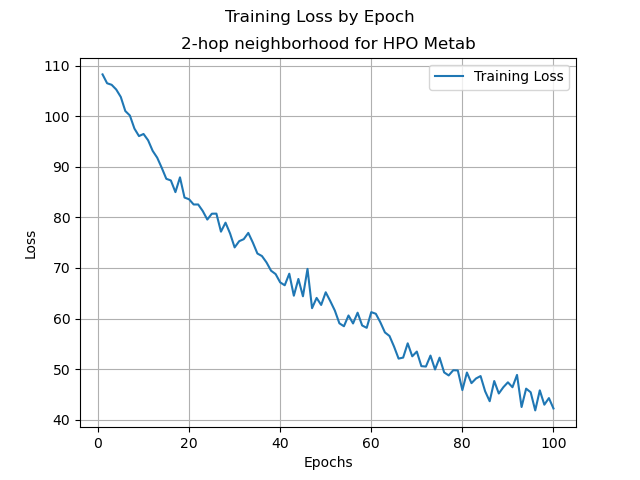 Training Loss by Epoch
2-hop neighborhood for HPO Metab
Training Loss
110
100
90
80
70
60
50
40
Loss
0 20 40 60 80 100
Epochs